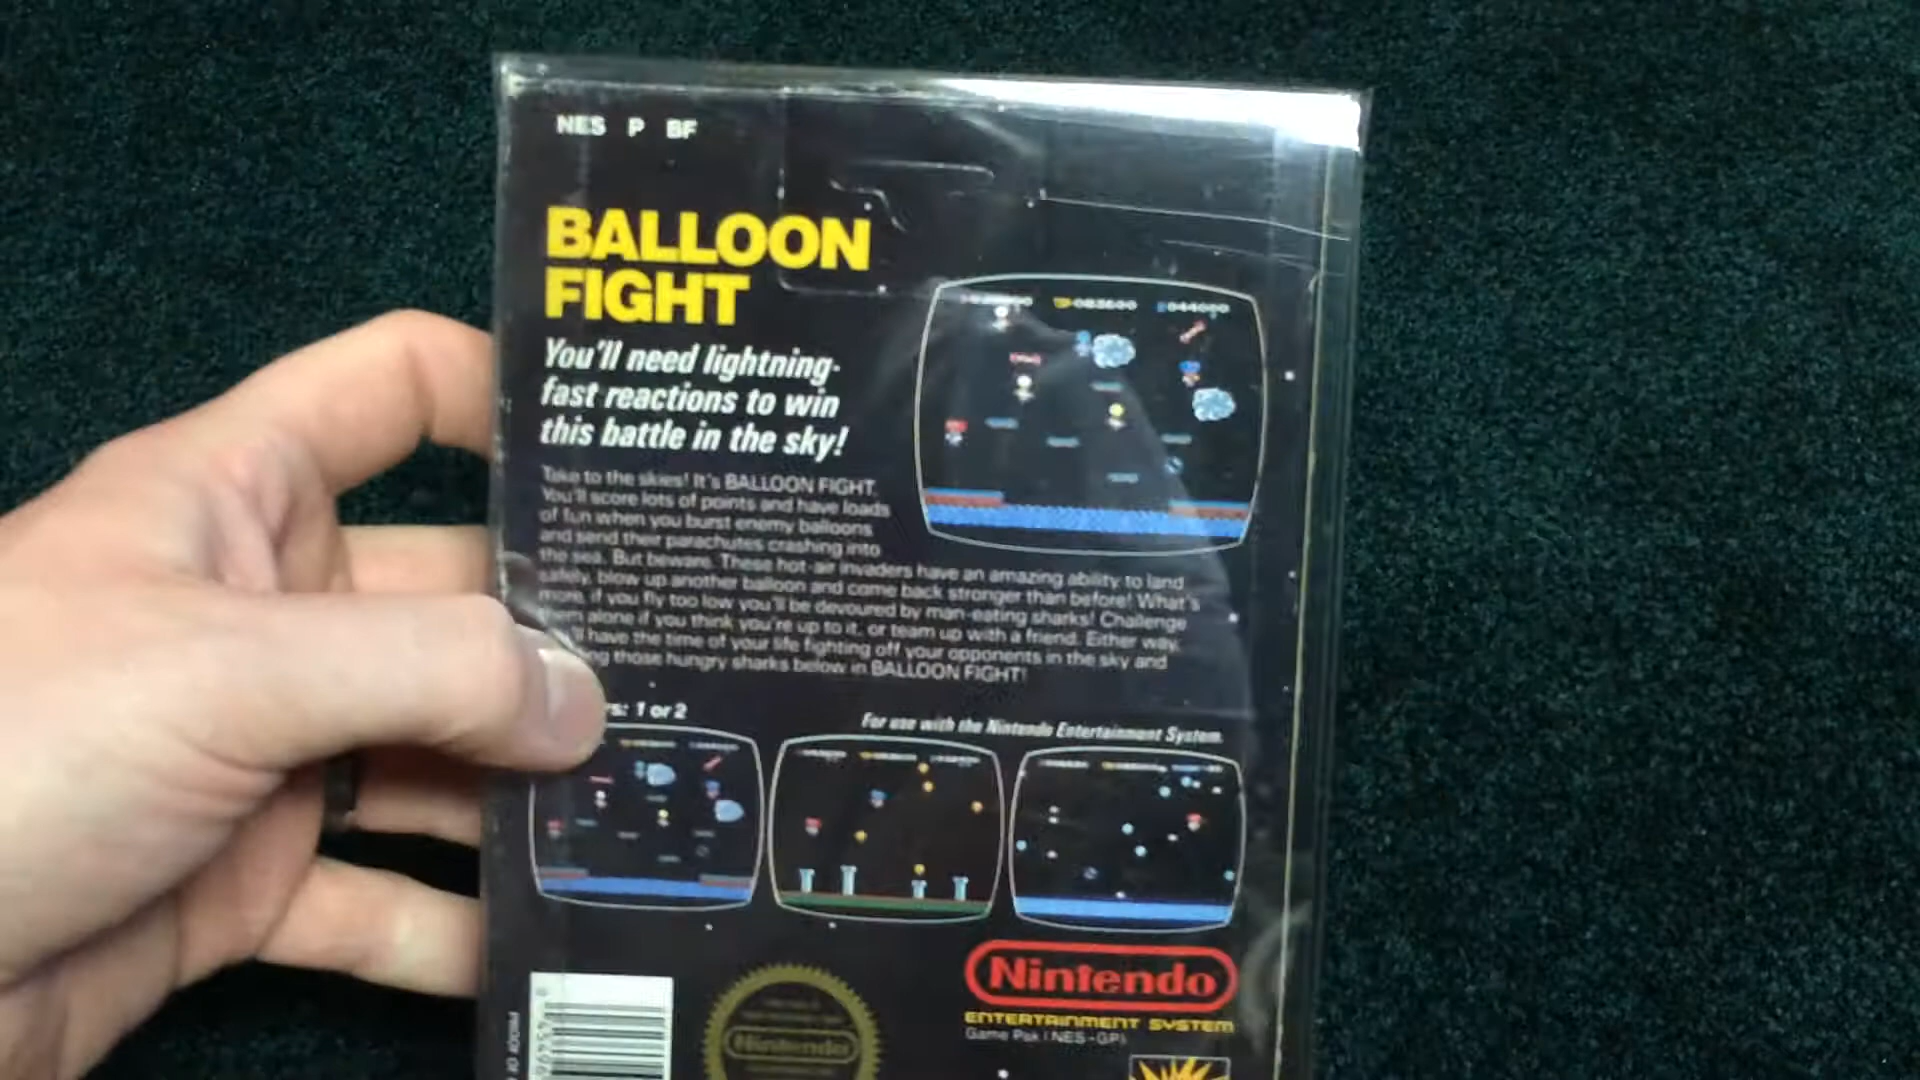 NES P BF
BALLOON
FIGHT
You'll need lightning-
fast reactions to win
this battle in the sky!
Take to the skies! It's BALLOON FIGHT.
You'll score lots of points and have loads
of fun when you burst enemy balloons
and send their parachutes crashing into
the sea. But beware. These hot-air invaders have an amazing ability to land
safely, blow up another balloon and come back stronger than before! What's
more, if you fly too low you'll be devoured by man-eating sharks! Challenge
alone if you think you're up to it, or team up with a friend. Either way,
have the time of your life fighting off your opponents in the sky and
those hungry sharks below in BALLOON FIGHT!
1 or 2
For use with the Nintendo Entertainment System.
Nintendo
ENTERTAINMENT SYSTEM
Game Pak (NES-GP)
Nintendo